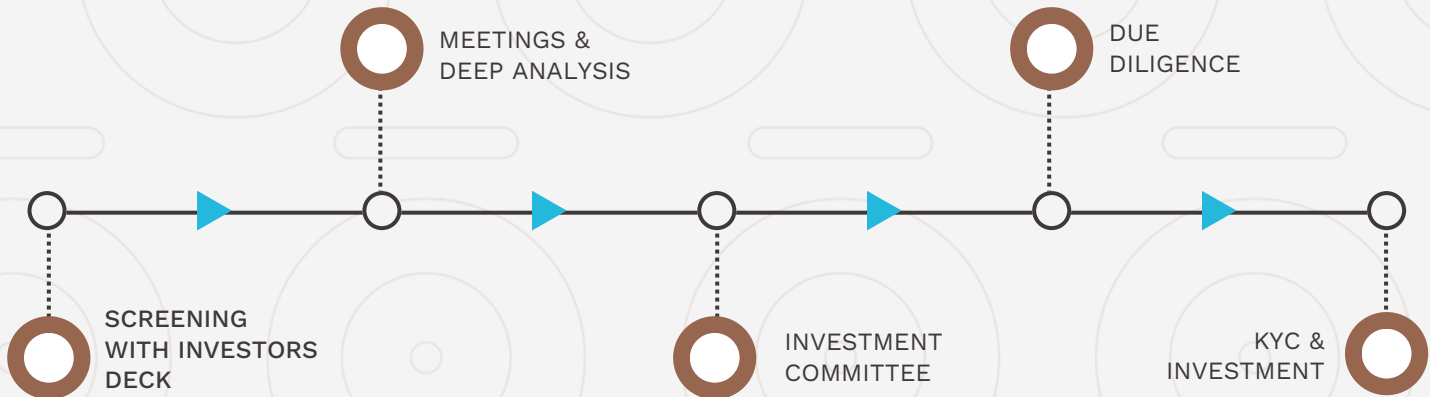 MEETINGS &
DEEP ANALYSIS
DUE
DILIGENCE
SCREENING
WITH INVESTORS
DECK
INVESTMENT
COMMITTEE
KYC &
INVESTMENT